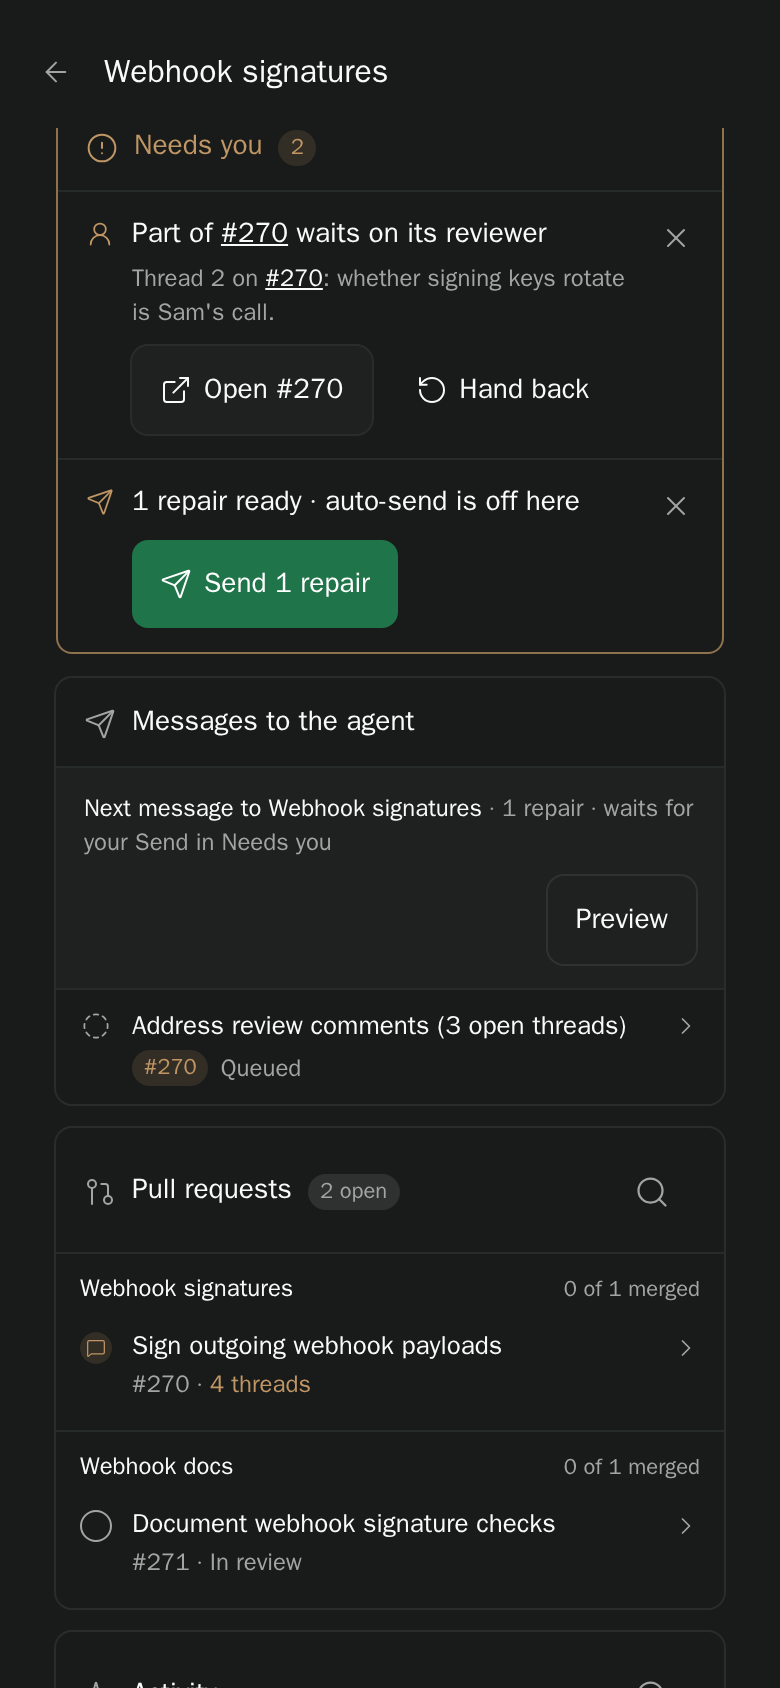 Webhook signatures
Needs you 2
Part of #270 waits on its reviewer
Thread 2 on #270: whether signing keys rotate
is Sam's call.
Open #270 Hand back
1 repair ready · auto-send is off here
Send 1 repair
Messages to the agent
Next message to Webhook signatures · 1 repair · waits for
your Send in Needs you
Preview
Address review comments (3 open threads)
#270 Queued
Pull requests 2 open
Webhook signatures 0 of 1 merged
Sign outgoing webhook payloads
#270 · 4 threads
Webhook docs 0 of 1 merged
Document webhook signature checks
#271 · In review
Activity